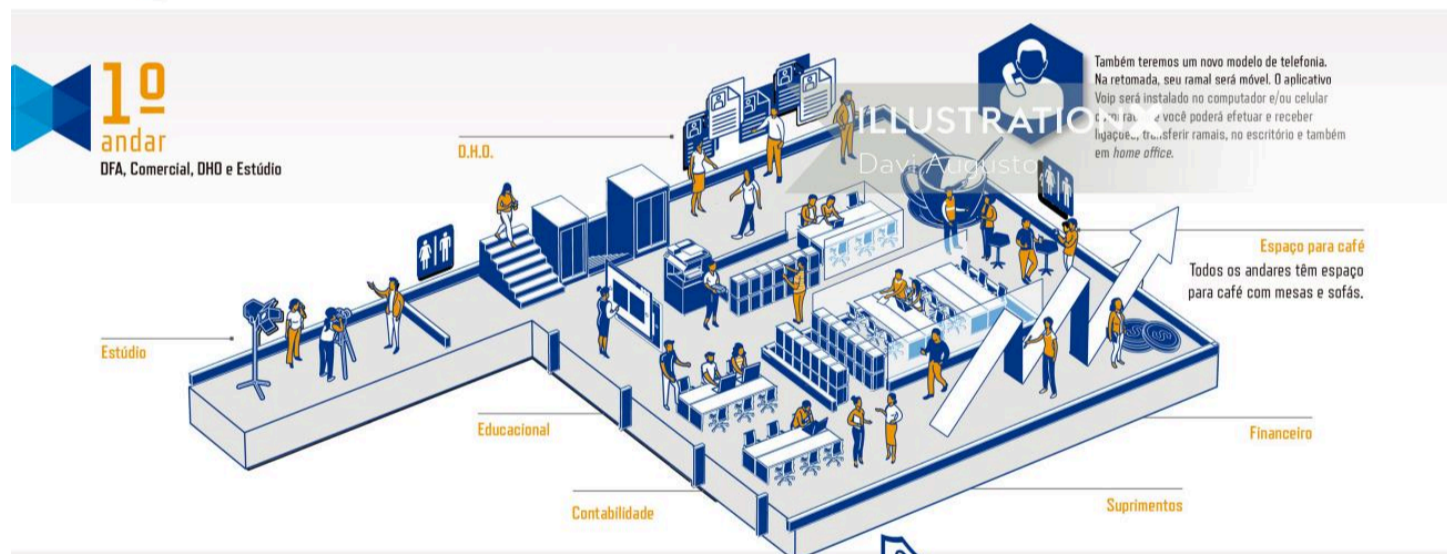 1º
andar
DFA, Comercial, DHO e Estúdio
D.H.O.
Também teremos um novo modelo de telefonia.
Na retomada, seu ramal será móvel. O aplicativo
Voip será instalado no computador e/ou celular
você poderá efetuar e receber
ligações, transferir ramais, no escritório e também
em home office.
ILLUSTRATION X
Davi Augusto
Espaço para café
Todos os andares têm espaço
para café com mesas e sofás.
Estúdio
Educacional
Financeiro
Contabilidade
Suprimentos